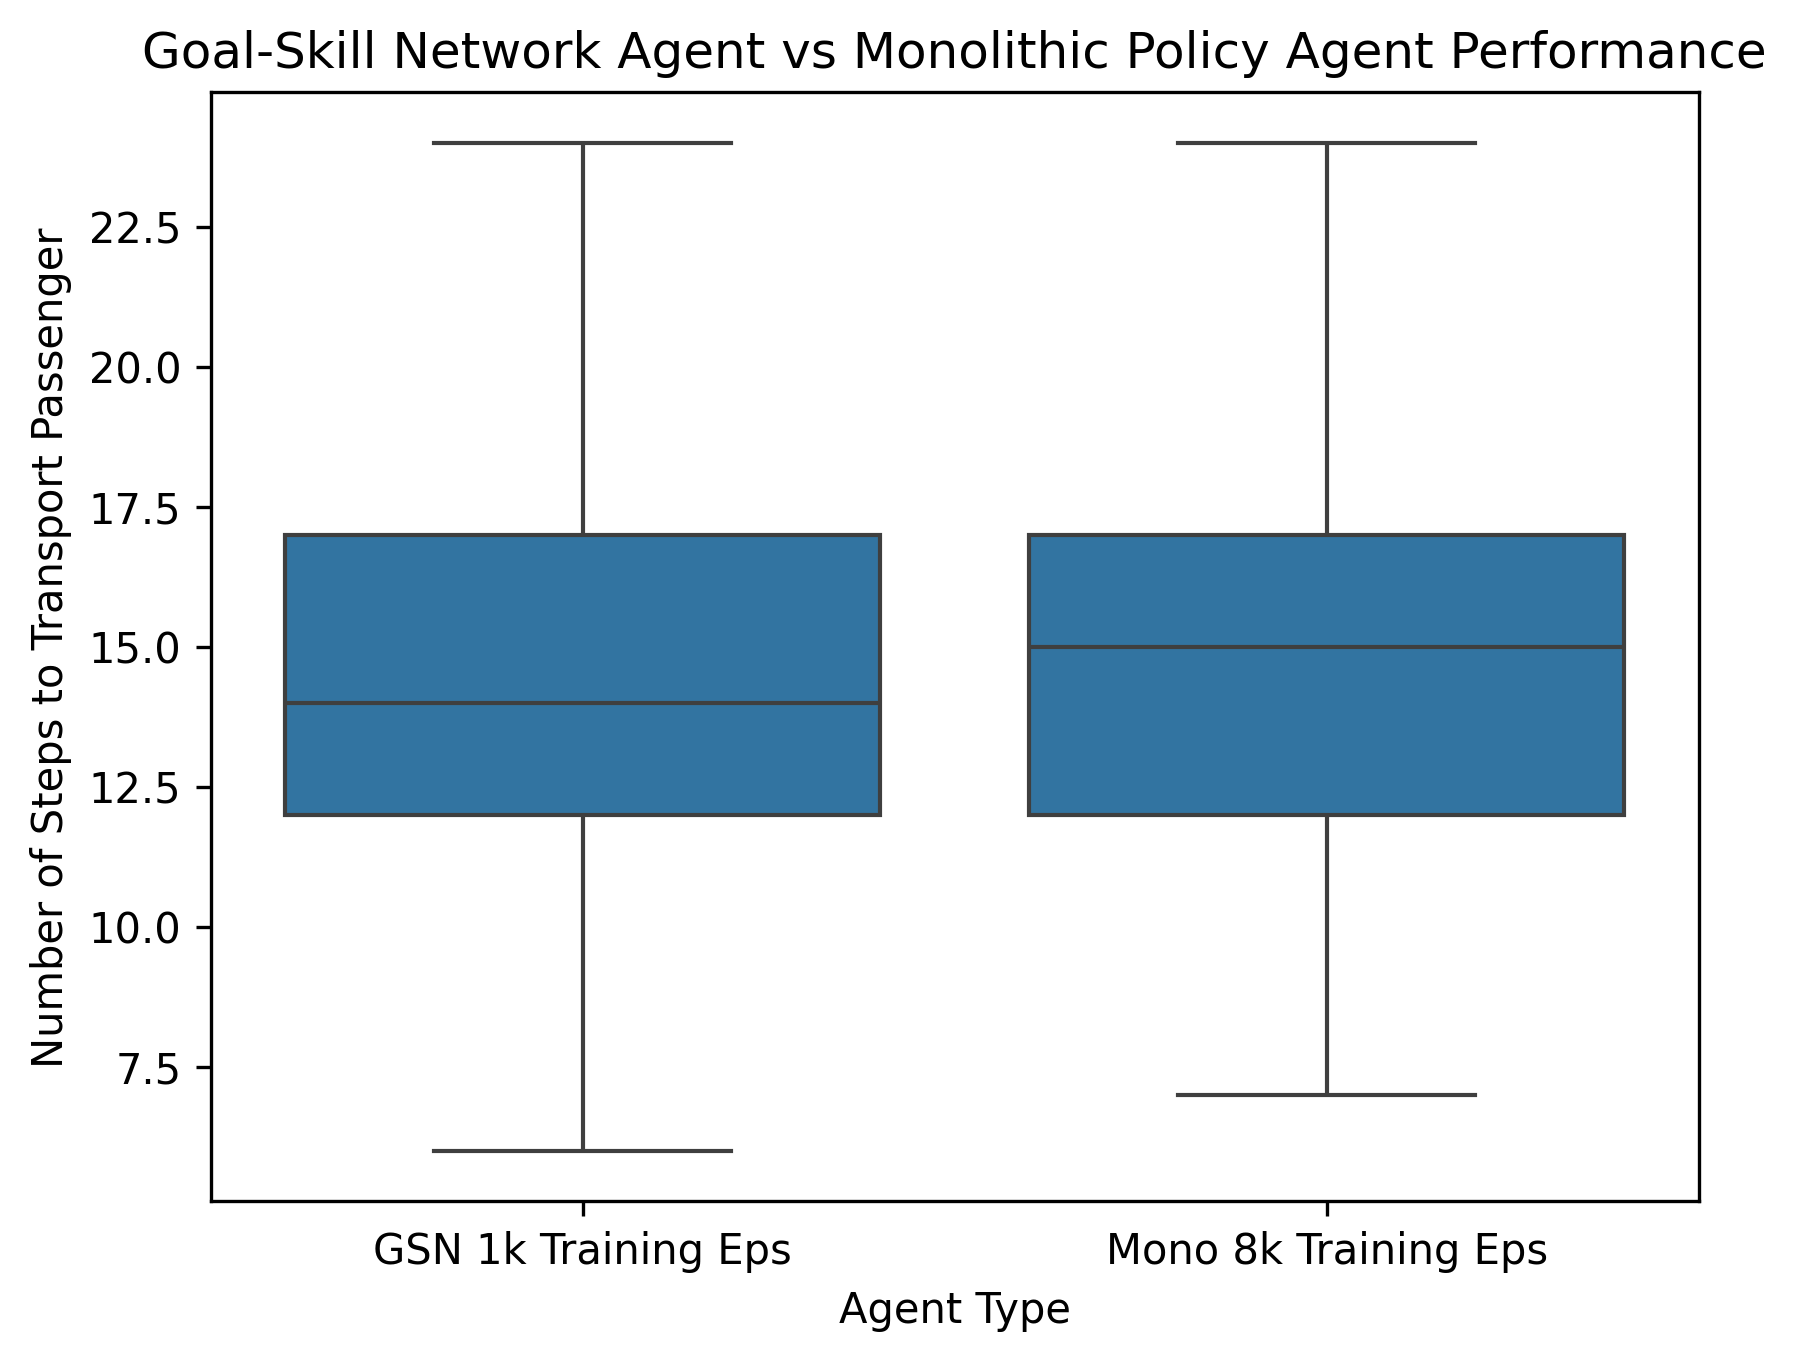 Goal-Skill Network Agent vs Monolithic Policy Agent Performance
Number of Steps to Transport Passenger
22.5
20.0
17.5
15.0
12.5
10.0
7.5
GSN 1k Training Eps
Mono 8k Training Eps
Agent Type